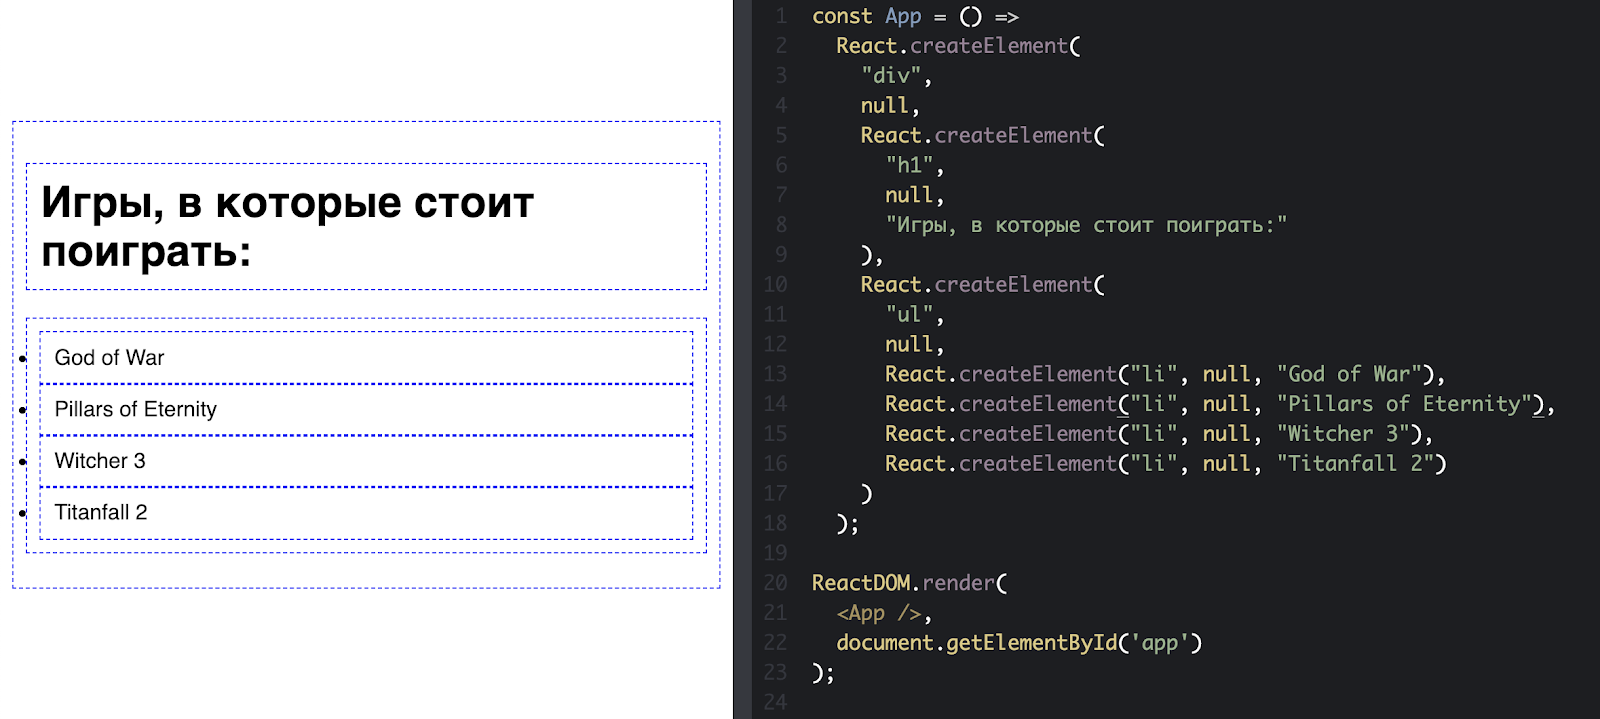 Игры, в которые стоит
поиграть:
God of War
Pillars of Eternity
Witcher 3
Titanfall 2
1 const App = () =>
2 React.createElement(
3 "div",
4 null,
5 React.createElement(
6 "h1",
7 null,
8 "Игры, в которые стоит поиграть:"
9 ),
10 React.createElement(
11 "ul",
12 null,
13 React.createElement("li", null, "God of War"),
14 React.createElement("li", null, "Pillars of Eternity"),
15 React.createElement("li", null, "Witcher 3"),
16 React.createElement("li", null, "Titanfall 2")
17 )
18 );
19
20 ReactDOM.render(
21 <App />,
22 document.getElementById('app')
23 );
24